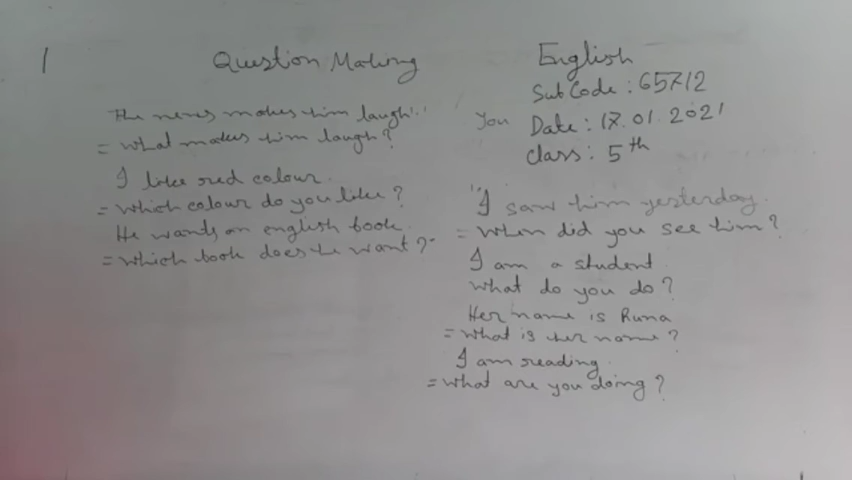 1
Question Making
The news makes him laugh.
= what makes him laugh?
I like red colour.
= which colour do you like?
He wants an english book.
= which book does he want?
English
Sub Code: 65712
You
Date: 17.01.2021
Class: 5th
"I saw him yesterday.
= when did you see him?
I am a student.
what do you do?
Her name is Runa
= what is her name?
I am reading.
= what are you doing?